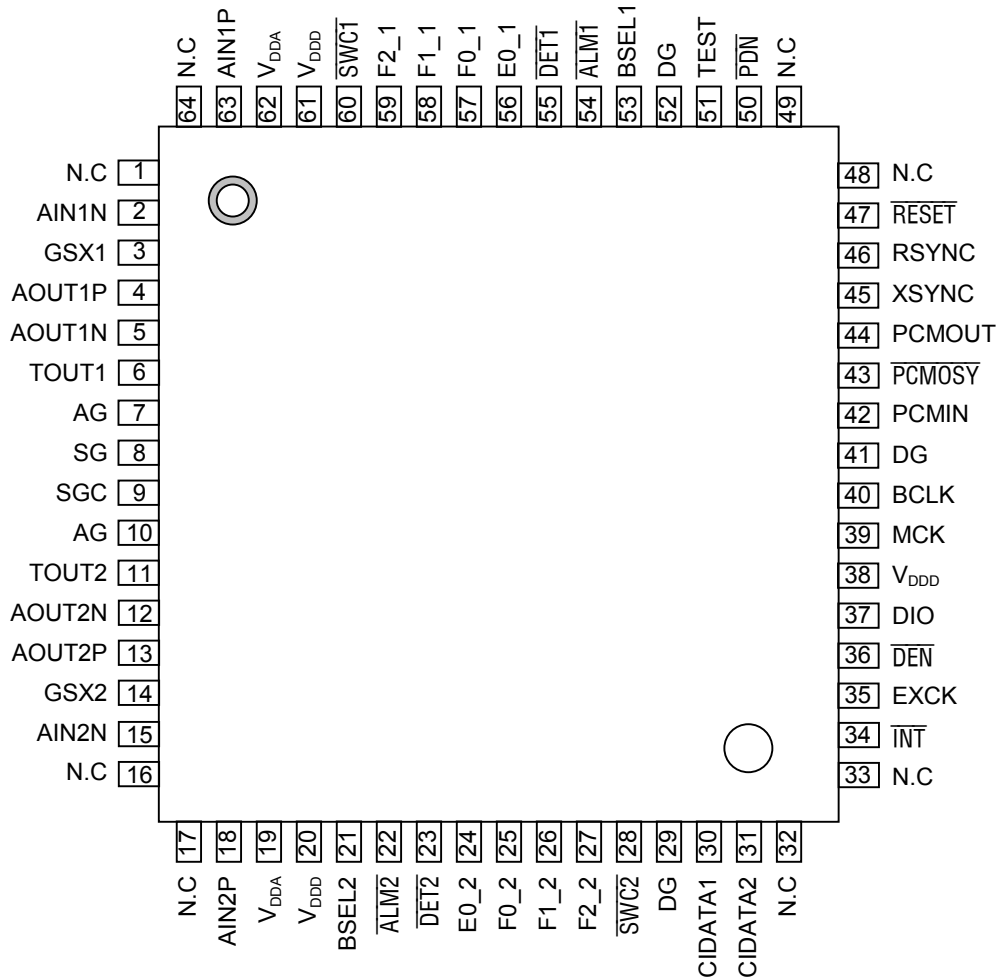 N.C AIN1P VDDA VDDD SWC1 F2_1 F1_1 F0_1 E0_1 DET1 ALM1 BSEL1 DG TEST PDN N.C
64 63 62 61 60 59 58 57 56 55 54 53 52 51 50 49
N.C 1
AIN1N 2
GSX1 3
AOUT1P 4
AOUT1N 5
TOUT1 6
AG 7
SG 8
SGC 9
AG 10
TOUT2 11
AOUT2N 12
AOUT2P 13
GSX2 14
AIN2N 15
N.C 16
48 N.C
47 RESET
46 RSYNC
45 XSYNC
44 PCMOUT
43 PCMOSY
42 PCMIN
41 DG
40 BCLK
39 MCK
38 VDDD
37 DIO
36 DEN
35 EXCK
34 INT
33 N.C
17 18 19 20 21 22 23 24 25 26 27 28 29 30 31 32
N.C AIN2P VDDA VDDD BSEL2 ALM2 DET2 E0_2 F0_2 F1_2 F2_2 SWC2 DG CIDATA1 CIDATA2 N.C